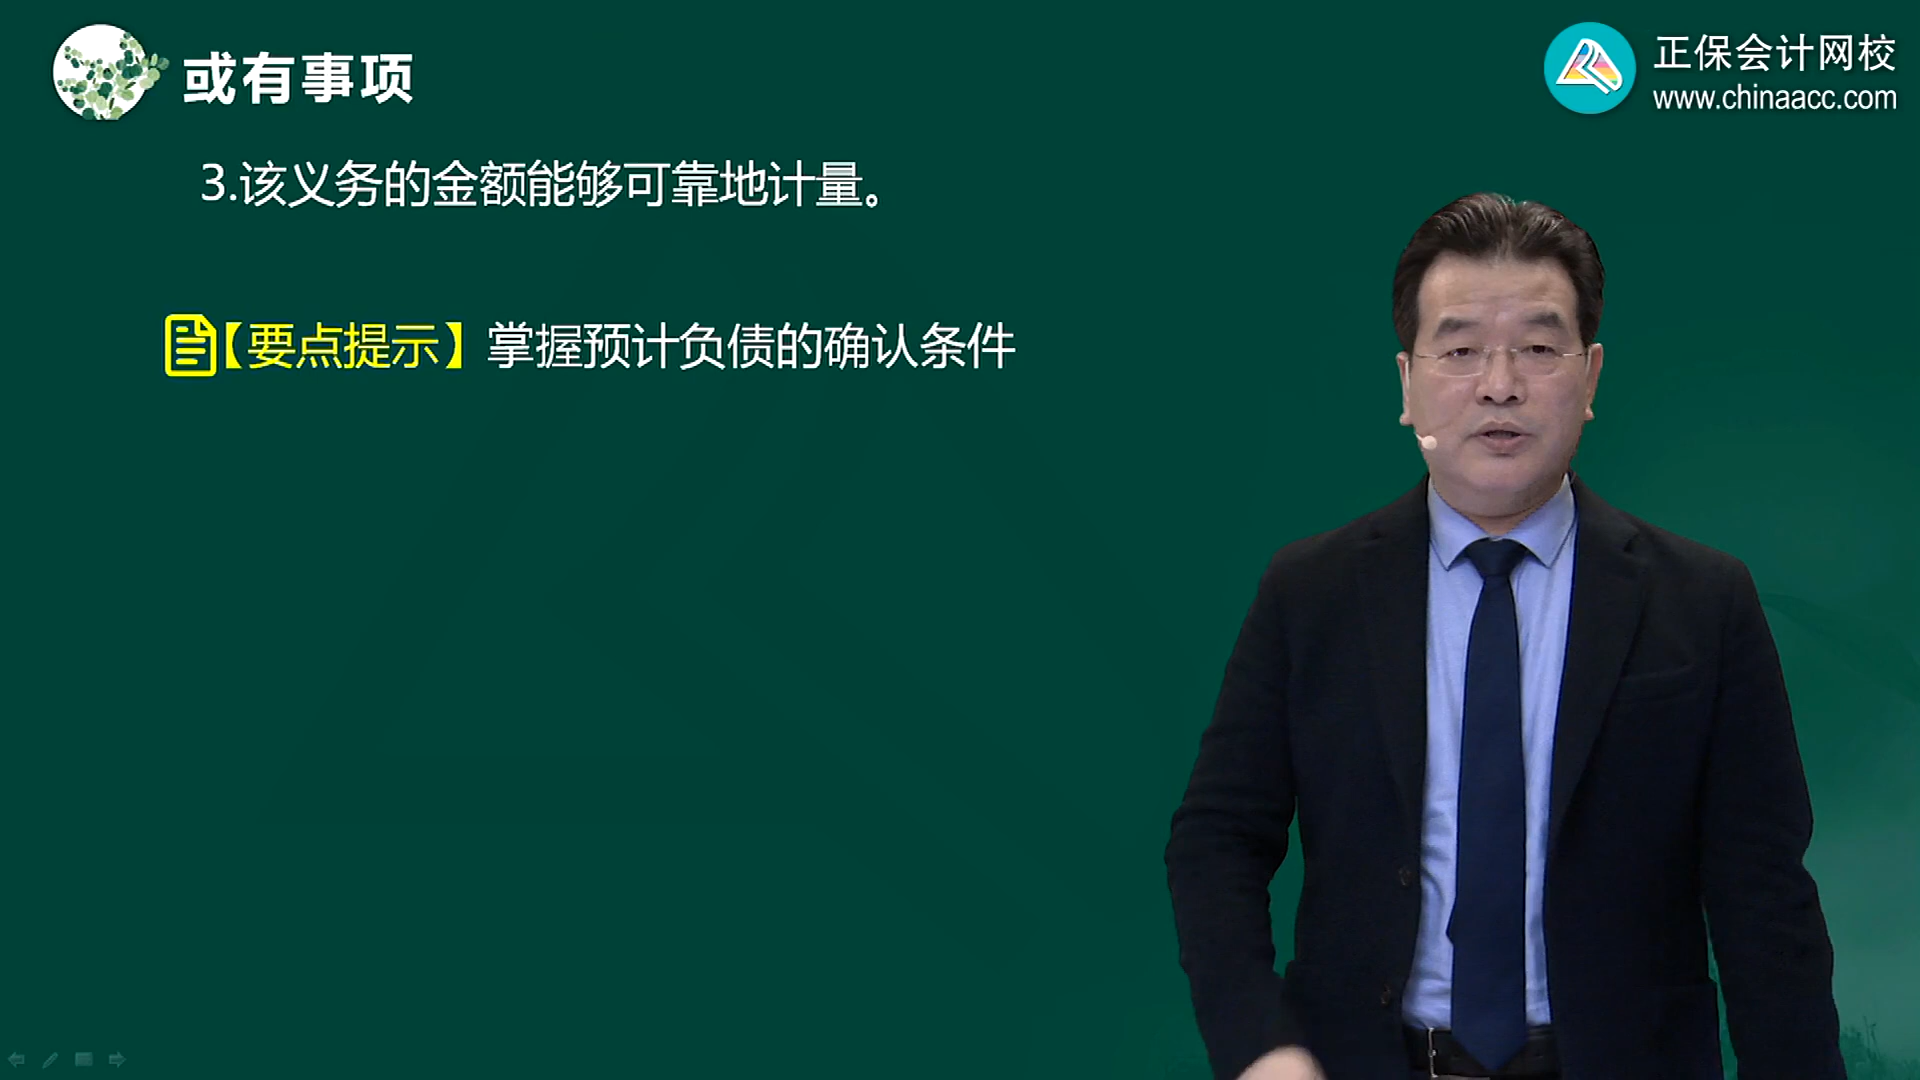 或有事项
正保会计网校
www.chinaacc.com
3.该义务的金额能够可靠地计量。
【要点提示】掌握预计负债的确认条件